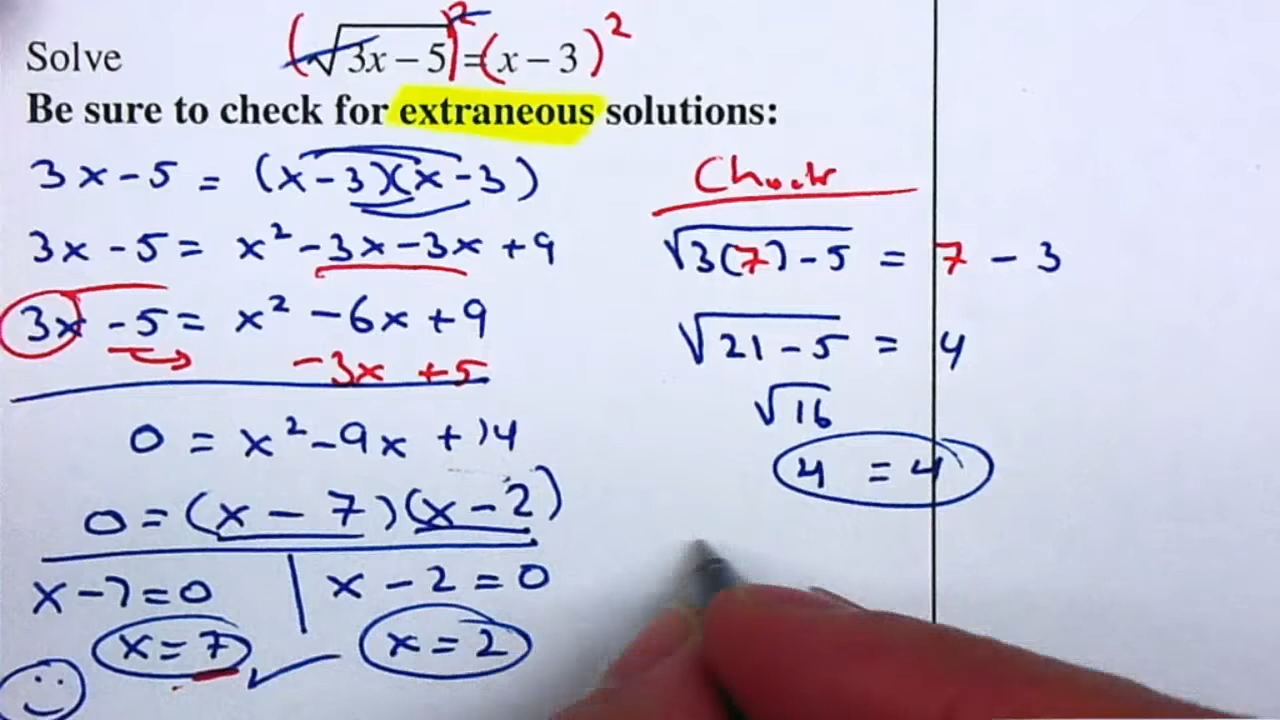 Solve (√3x – 5)² = (x – 3)²
Be sure to check for extraneous solutions:
3x - 5 = (x - 3)(x - 3)
3x - 5 = x² - 3x - 3x + 9
3x - 5 = x² - 6x + 9
-3x +5
0 = x² - 9x + 14
0 = (x - 7)(x - 2)
x - 7 = 0 | x - 2 = 0
x = 7 ✓ x = 2
Check
√3(7) - 5 = 7 - 3
√21 - 5 = 4
√16
4 = 4